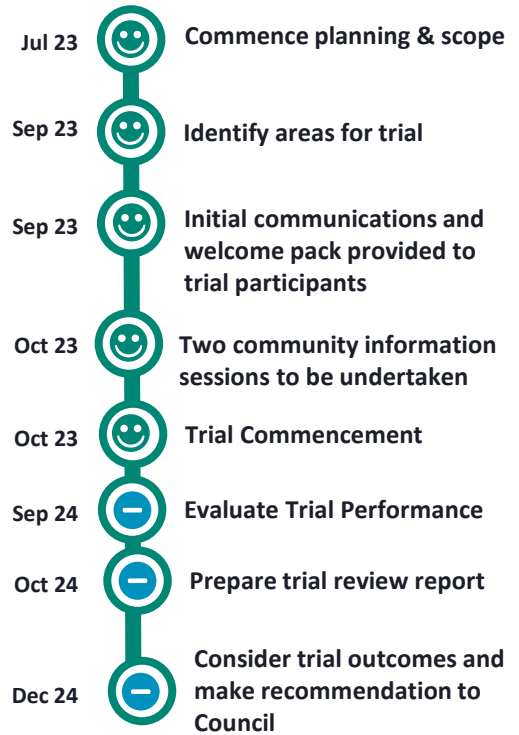 Jul 23
Commence planning & scope
Sep 23
Identify areas for trial
Sep 23
Initial communications and
welcome pack provided to
trial participants
Oct 23
Two community information
sessions to be undertaken
Oct 23
Trial Commencement
Sep 24
Evaluate Trial Performance
Oct 24
Prepare trial review report
Dec 24
Consider trial outcomes and
make recommendation to
Council